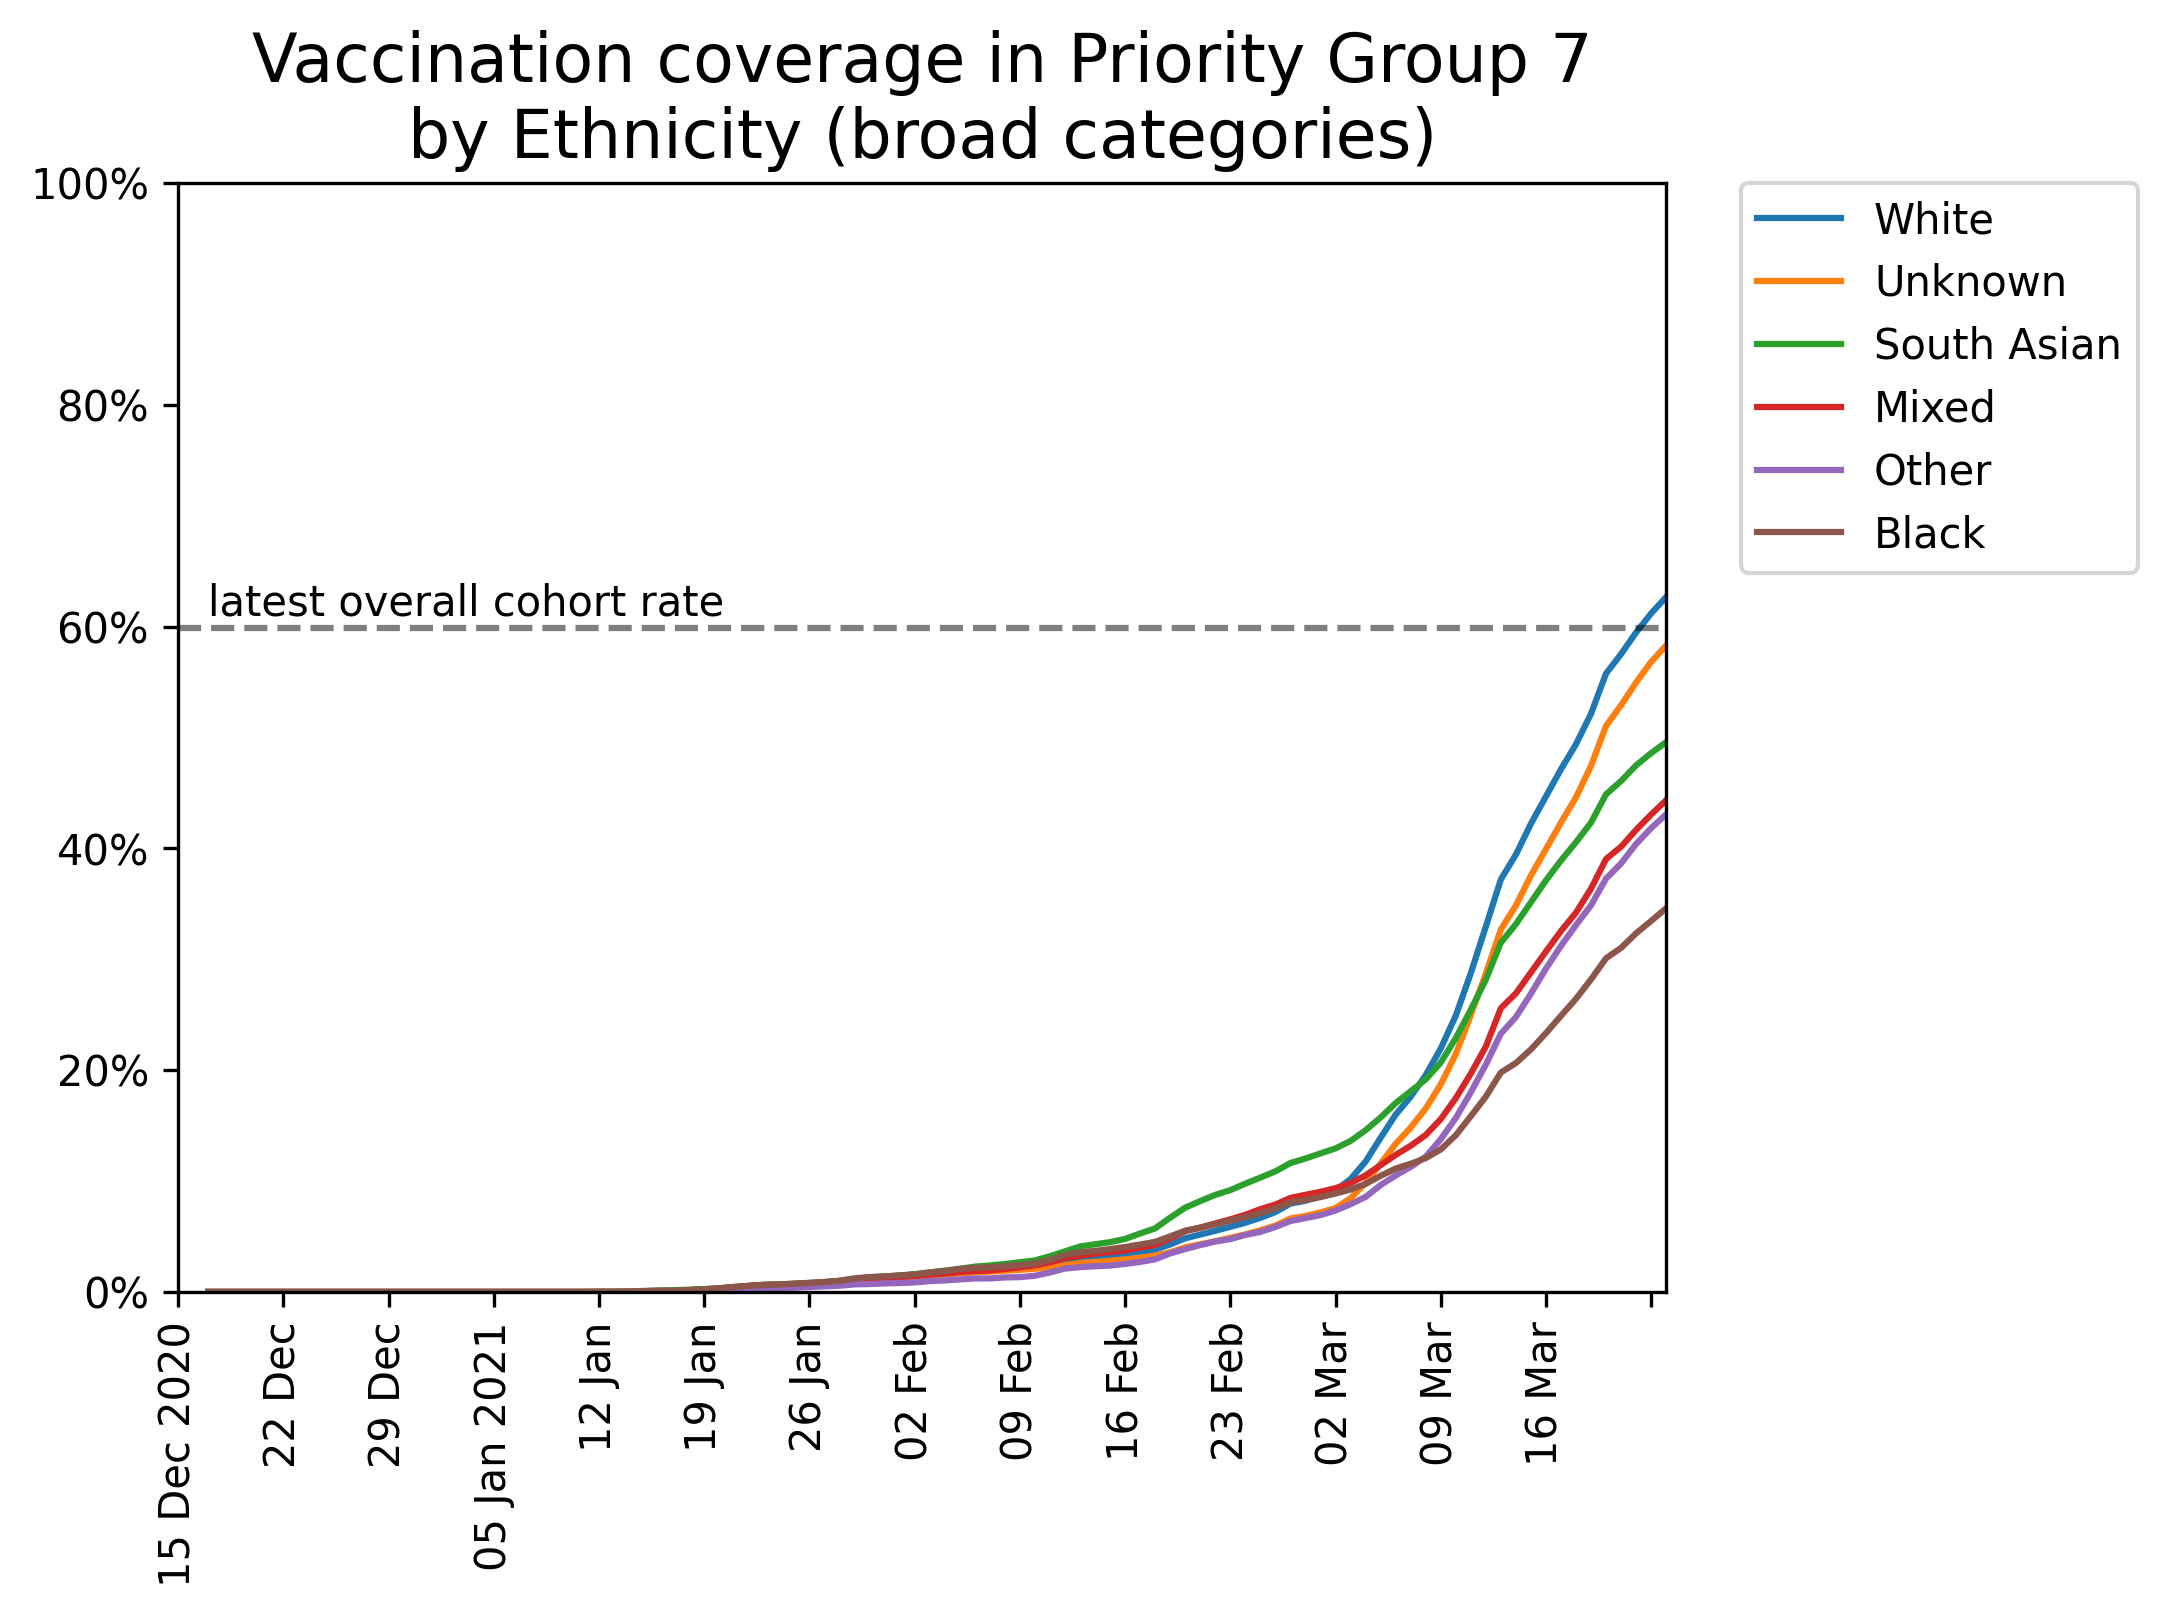 Vaccination coverage in Priority Group 7
by Ethnicity (broad categories)
100%
80%
60%
40%
20%
0%
latest overall cohort rate
White
Unknown
South Asian
Mixed
Other
Black
15 Dec 2020
22 Dec
29 Dec
05 Jan 2021
12 Jan
19 Jan
26 Jan
02 Feb
09 Feb
16 Feb
23 Feb
02 Mar
09 Mar
16 Mar